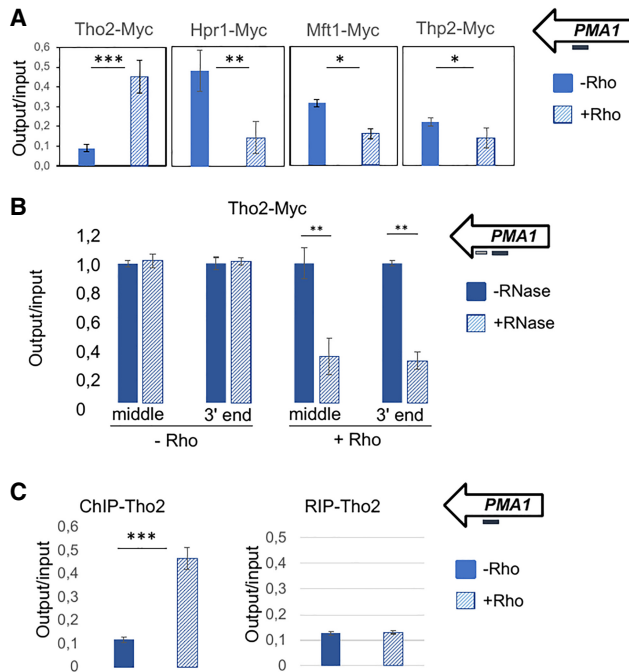 A
Tho2-Myc Hpr1-Myc Mft1-Myc Thp2-Myc
PMA1
Output/input
0,6
0,5
0,4
0,3
0,2
0,1
0,0
*** ** * *
-Rho
+Rho
B
Tho2-Myc
PMA1
Output/input
1,2
1,0
0,8
0,6
0,4
0,2
0
** **
-RNase
+RNase
middle 3' end middle 3' end
- Rho + Rho
C
ChIP-Tho2 RIP-Tho2
PMA1
Output/input
0,6
0,5
0,4
0,3
0,2
0,1
0
***
Output/input
0,5
0,4
0,3
0,2
0,1
0
-Rho
+Rho